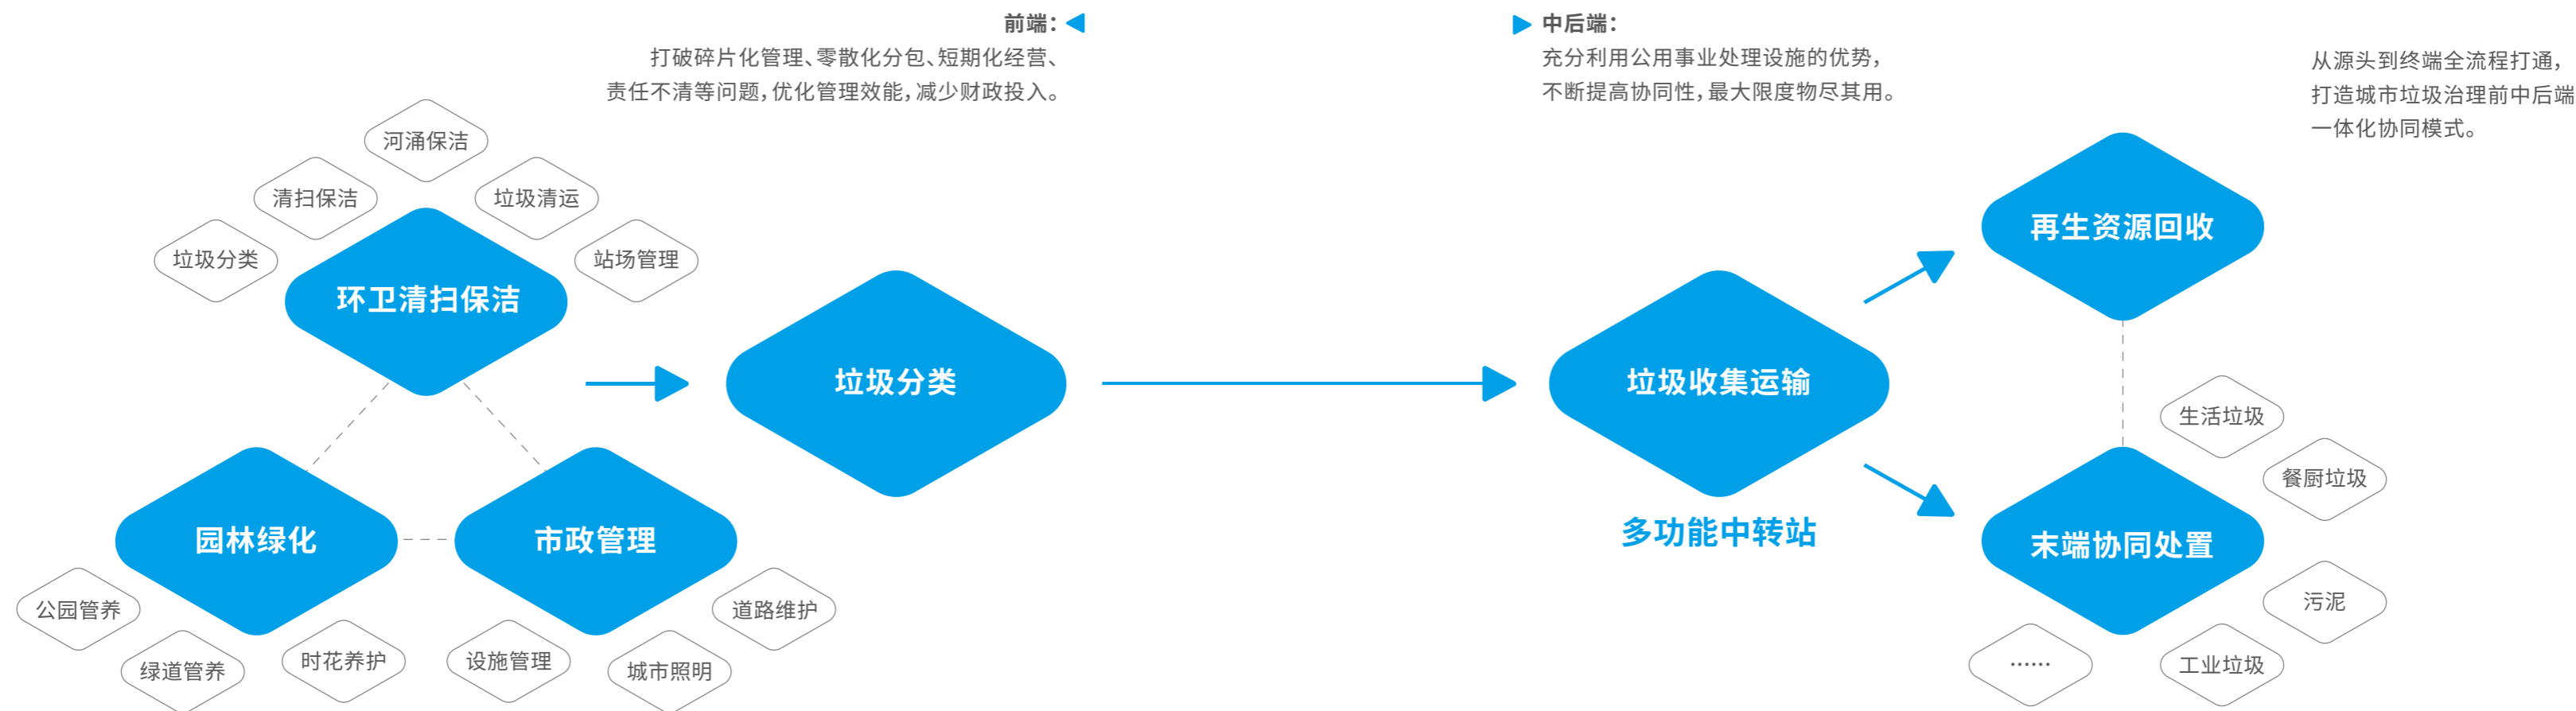 前端：
打破碎片化管理、零散化分包、短期化经营、
责任不清等问题，优化管理效能，减少财政投入。
中后端：
充分利用公用事业处理设施的优势，
不断提高协同性，最大限度物尽其用。
从源头到终端全流程打通，
打造城市垃圾治理前中后端
一体化协同模式。
河涌保洁
清扫保洁
垃圾清运
垃圾分类
站场管理
环卫清扫保洁
园林绿化
市政管理
公园管养
绿道管养
时花养护
设施管理
城市照明
道路维护
垃圾分类
垃圾收集运输
多功能中转站
再生资源回收
末端协同处置
生活垃圾
餐厨垃圾
污泥
工业垃圾
……